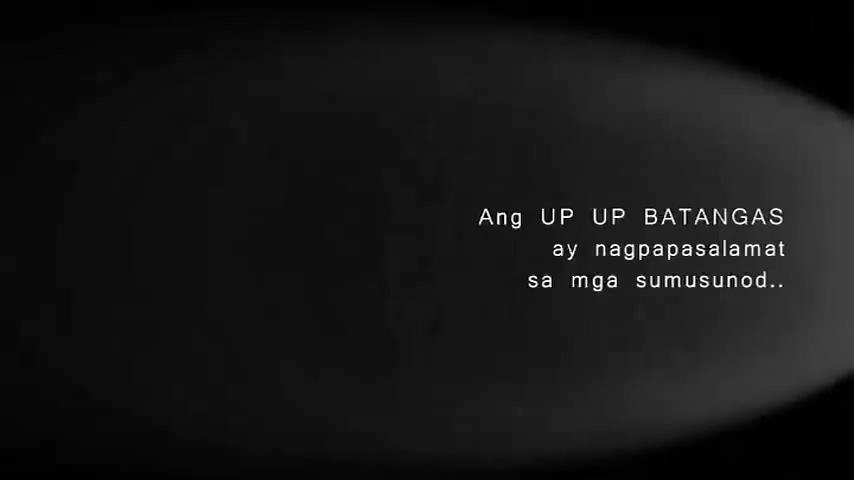 Ang UP UP BATANGAS
ay nagpapasalamat
sa mga sumusunod..